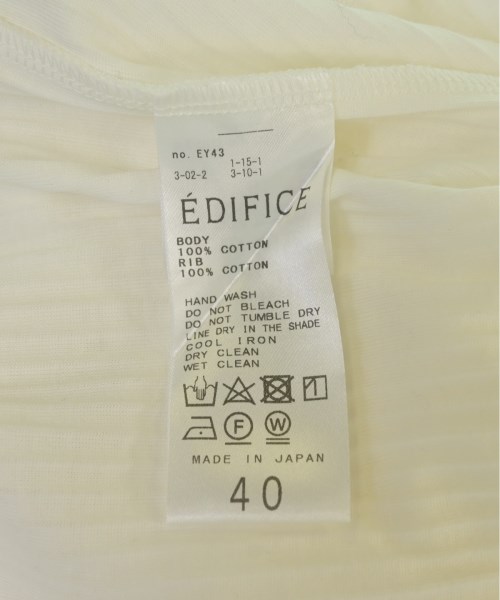 no. EY43
1-15-1
3-02-2 3-10-1
ÉDIFICE
BODY
100% COTTON
RIB
100% COTTON
HAND WASH
DO NOT BLEACH
DO NOT TUMBLE DRY
LINE DRY IN THE SHADE
COOL IRON
DRY CLEAN
WET CLEAN
F W
MADE IN JAPAN
40